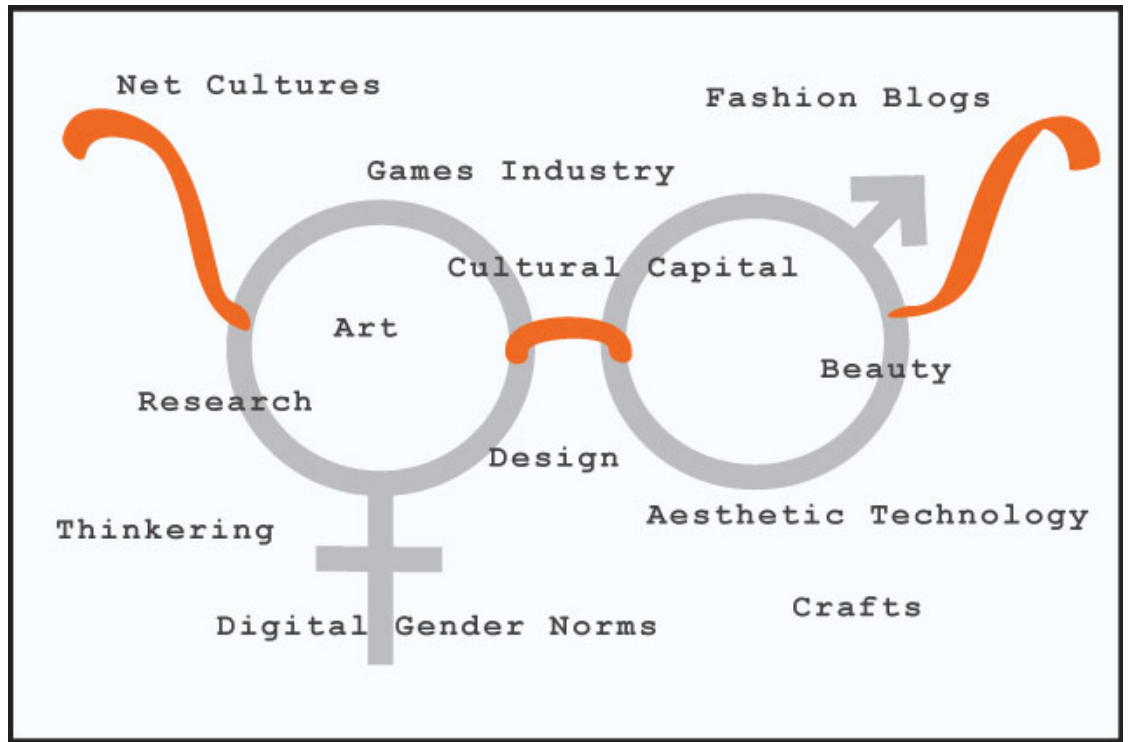 Net Cultures
Fashion Blogs
Games Industry
Cultural Capital
Art
Beauty
Research
Design
Aesthetic Technology
Thinkering
Crafts
Digital Gender Norms